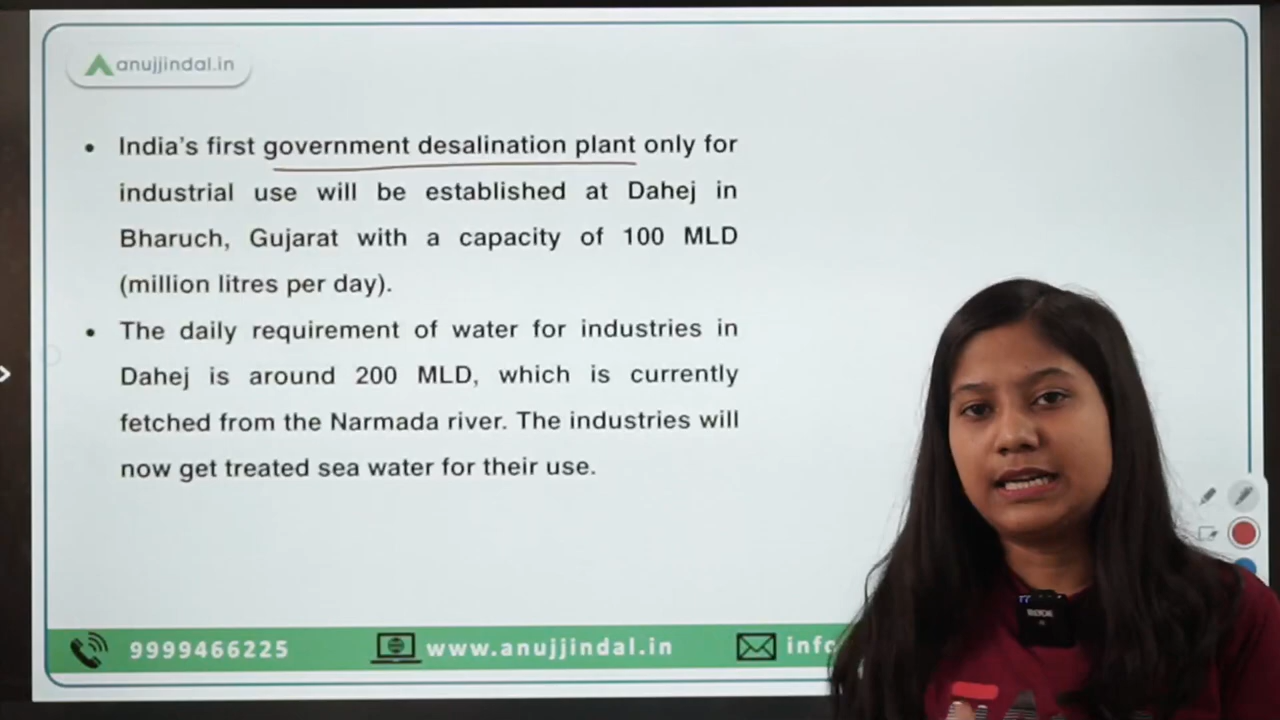 anujjindal.in
India's first government desalination plant only for
industrial use will be established at Dahej in
Bharuch, Gujarat with a capacity of 100 MLD
(million litres per day).
The daily requirement of water for industries in
Dahej is around 200 MLD, which is currently
fetched from the Narmada river. The industries will
now get treated sea water for their use.
9999466225 www.anujjindal.in info